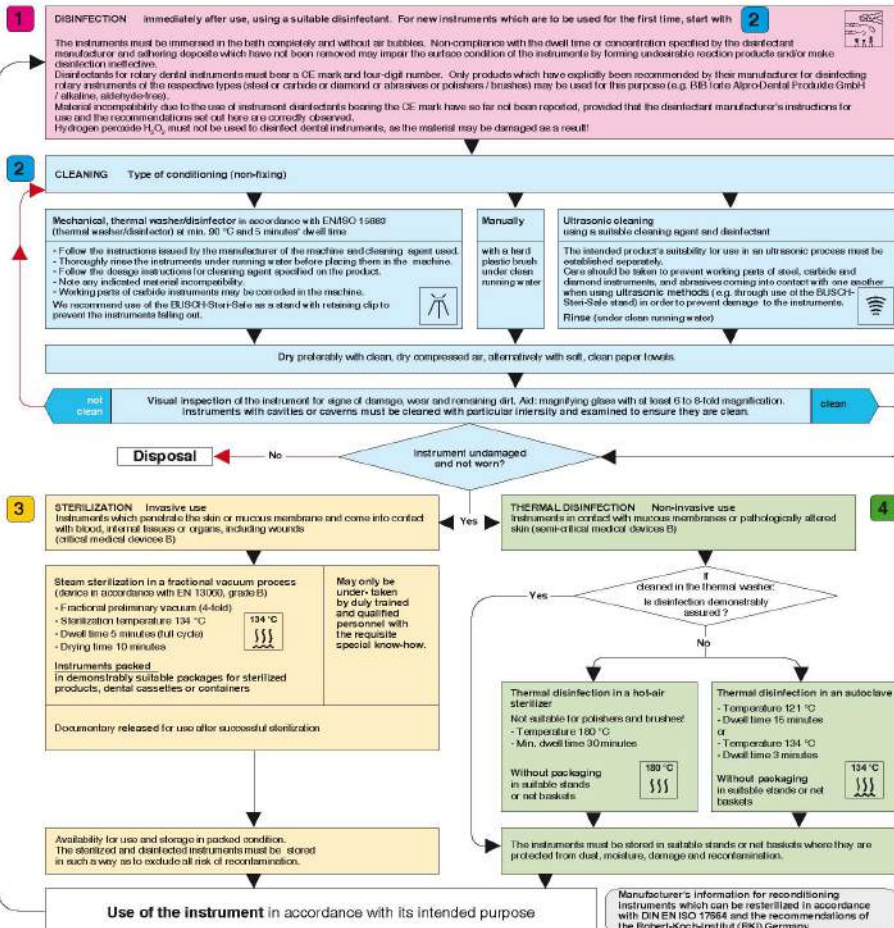 1
DISINFECTION immediately after use, using a suitable disinfectant. For new instruments which are to be used for the first time, start with 2
The instruments must be immersed in the bath completely and without air bubbles. Non-compliance with the dwell time or concentration specified by the disinfectant
manufacturer and adhering deposits which have not been removed may impair the surface condition of the instruments by forming undesirable reaction products and/or make
disinfection ineffective.
Disinfectants for rotary dental instruments must bear a CE mark and four-digit number. Only products which have explicitly been recommended by their manufacturer for disinfecting
rotary instruments of the respective types (steel or carbide or diamond or abrasives or polishers / brushes) may be used for this purpose (e.g. BIB forte Alpro-Dental Produkte GmbH
/ alkaline, aldehyde-free).
Material incompatibility due to the use of instrument disinfectants bearing the CE mark have so far not been reported, provided that the disinfectant manufacturer's instructions for
use and the recommendations set out here are correctly observed.
Hydrogen peroxide H₂O₂ must not be used to disinfect dental instruments, as the material may be damaged as a result!
2
CLEANING Type of conditioning (non-fixing)
Mechanical, thermal washer/disinfector in accordance with EN/ISO 15883
(thermal washer/disinfector) at min. 90 °C and 5 minutes' dwell time
- Follow the instructions issued by the manufacturer of the machine and cleaning agent used.
- Thoroughly rinse the instruments under running water before placing them in the machine.
- Follow the dosage instructions for cleaning agent specified on the product.
- Note any indicated material incompatibility.
- Working parts of carbide instruments may be corroded in the machine.
We recommend use of the BUSCH-Steri-Safe as a stand with retaining clip to
prevent the instruments falling out.
Manually
with a hard
plastic brush
under clean
running water
Ultrasonic cleaning
using a suitable cleaning agent and disinfectant
The intended product's suitability for use in an ultrasonic process must be
established separately.
Care should be taken to prevent working parts of steel, carbide and
diamond instruments, and abrasives coming into contact with one another
when using ultrasonic methods (e.g. through use of the BUSCH-
Steri-Safe stand) in order to prevent damage to the instruments.
Rinse (under clean running water)
Dry preferably with clean, dry compressed air, alternatively with soft, clean paper towels.
not
clean
Visual inspection of the instrument for signs of damage, wear and remaining dirt. Aid: magnifying glass with at least 6 to 8-fold magnification.
Instruments with cavities or caverns must be cleaned with particular intensity and examined to ensure they are clean.
clean
Disposal
No
Instrument undamaged
and not worn?
Yes
3
STERILIZATION Invasive use
Instruments which penetrate the skin or mucous membrane and come into contact
with blood, internal tissues or organs, including wounds
(critical medical devices B)
Steam sterilization in a fractional vacuum process
(device in accordance with EN 13060, grade B)
- Fractional preliminary vacuum (4-fold)
- Sterilization temperature 134 °C
- Dwell time 5 minutes (full cycle)
- Drying time 10 minutes
134 °C
Instruments packed
in demonstrably suitable packages for sterilized
products, dental cassettes or containers
May only be
under- taken
by duly trained
and qualified
personnel with
the requisite
special know-how.
Documentary released for use after successful sterilization
Availability for use and storage in packed condition.
The sterilized and disinfected instruments must be stored
in such a way as to exclude all risk of recontamination.
4
THERMAL DISINFECTION Non-invasive use
Instruments in contact with mucous membranes or pathologically altered
skin (semi-critical medical devices B)
If
cleaned in the thermal washer:
Is disinfection demonstrably
assured ?
Yes
No
Thermal disinfection in a hot-air
sterilizer
Not suitable for polishers and brushes!
- Temperature 180 °C
- Min. dwell time 30 minutes
Without packaging
in suitable stands
or net baskets
180 °C
Thermal disinfection in an autoclave
- Temperature 121 °C
- Dwell time 15 minutes
or
- Temperature 134 °C
- Dwell time 3 minutes
Without packaging
in suitable stands or net
baskets
134 °C
The instruments must be stored in suitable stands or net baskets where they are
protected from dust, moisture, damage and recontamination.
Use of the instrument in accordance with its intended purpose
Manufacturer's information for reconditioning
instruments which can be resterilized in accordance
with DIN EN ISO 17664 and the recommendations of
the Robert-Koch-Institut (RKI) Germany